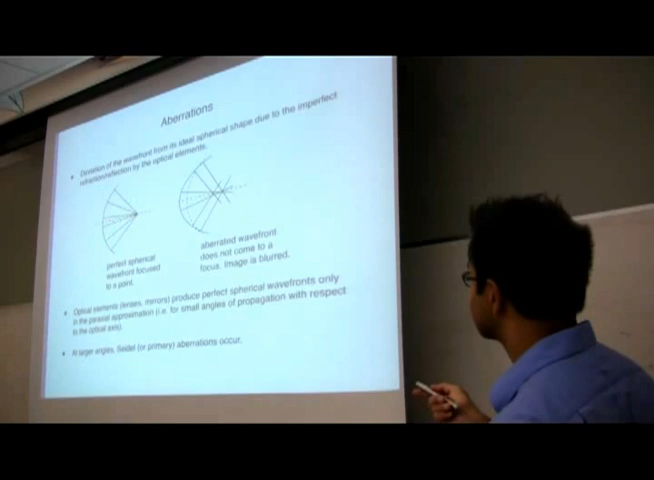 Aberrations
• Deviation of the wavefront from its ideal spherical shape due to the imperfect
refraction/reflection by the optical elements.
perfect spherical
wavefront focused
to a point.
aberrated wavefront
does not come to a
focus. Image is blurred.
• Optical elements (lenses, mirrors) produce perfect spherical wavefronts only
in the paraxial approximation (i.e. for small angles of propagation with respect
to the optical axis).
• At larger angles, Seidel (or primary) aberrations occur.